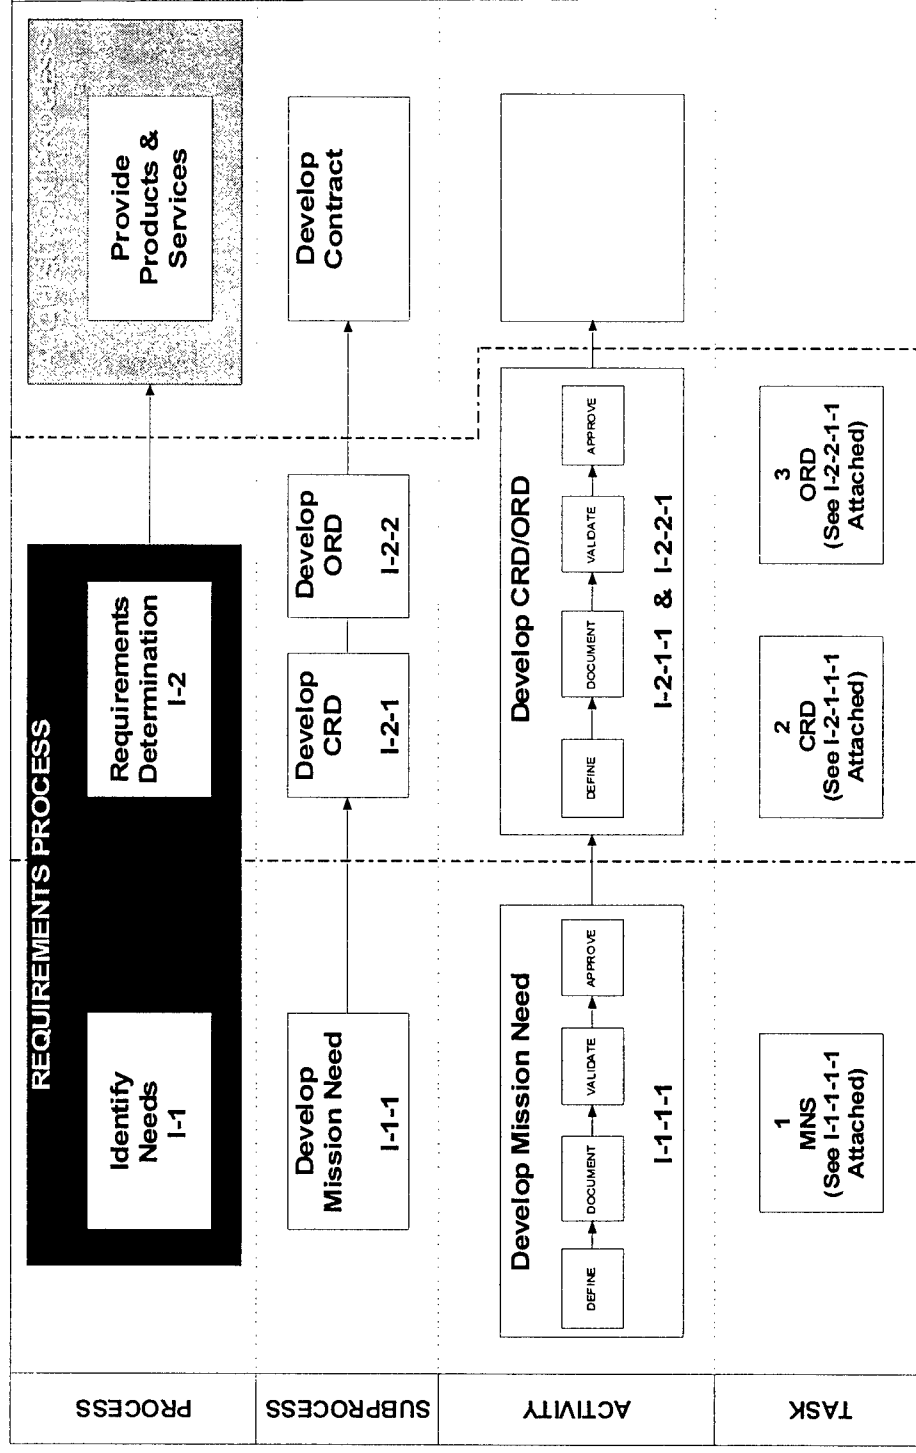 PROCESS
REQUIREMENTS PROCESS
Identify
Needs
I-1
Requirements
Determination
I-2
PROCESS
Provide
Products &
Services
SUBPROCESS
Develop
Mission Need
I-1-1
Develop
CRD
I-2-1
Develop
ORD
I-2-2
Develop
Contract
ACTIVITY
Develop Mission Need
DEFINE
DOCUMENT
VALIDATE
APPROVE
I-1-1-1
Develop CRD/ORD
DEFINE
DOCUMENT
VALIDATE
APPROVE
I-2-1-1 & I-2-2-1
TASK
1
MNS
(See I-1-1-1-1
Attached)
2
CRD
(See I-2-1-1-1
Attached)
3
ORD
(See I-2-2-1-1
Attached)